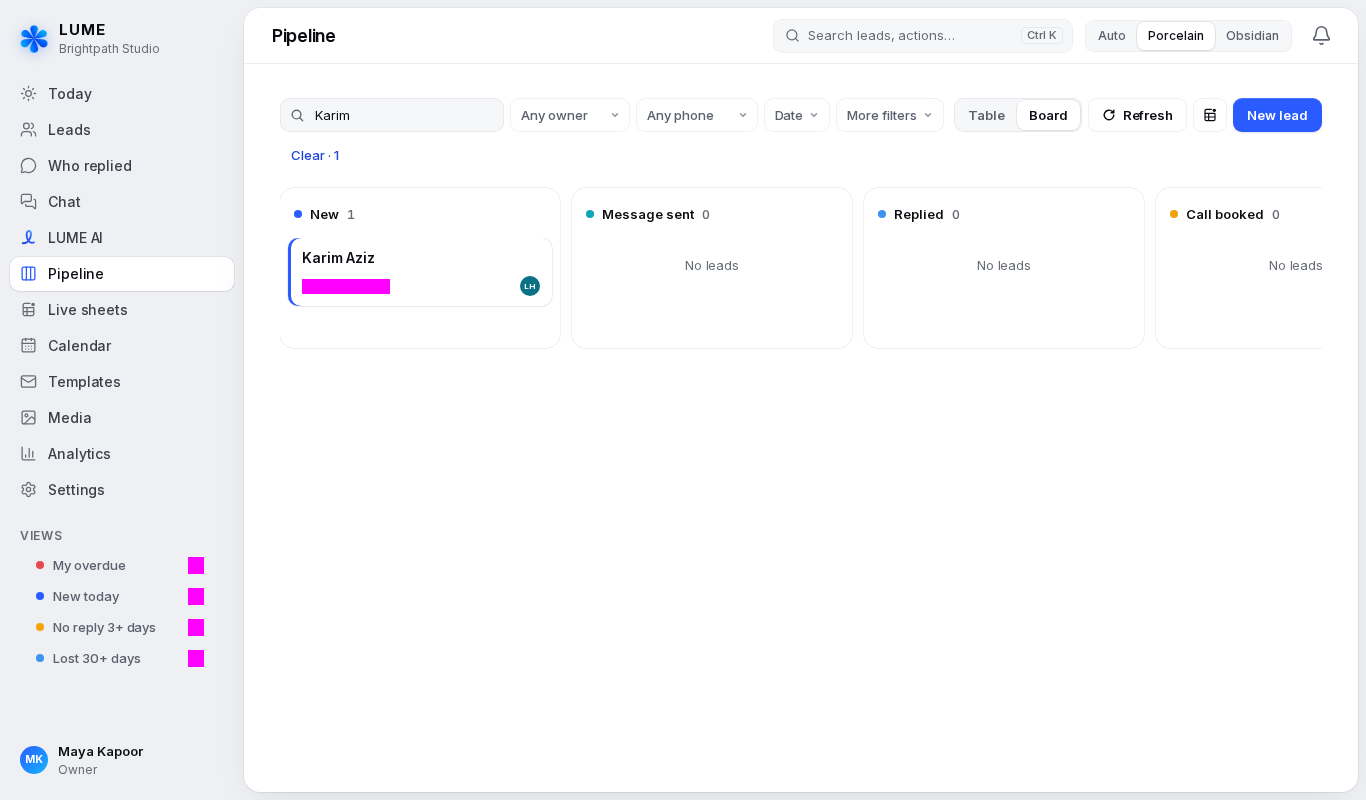 LUME
Brightpath Studio
Today
Leads
Who replied
Chat
LUME AI
Pipeline
Live sheets
Calendar
Templates
Media
Analytics
Settings
VIEWS
My overdue
New today
No reply 3+ days
Lost 30+ days
MK
Maya Kapoor
Owner
Pipeline
Search leads, actions…
Ctrl K
Auto
Porcelain
Obsidian
Karim
Any owner
Any phone
Date
More filters
Table
Board
Refresh
New lead
Clear · 1
New 1
Karim Aziz
LH
Message sent 0
No leads
Replied 0
No leads
Call booked 0
No leads